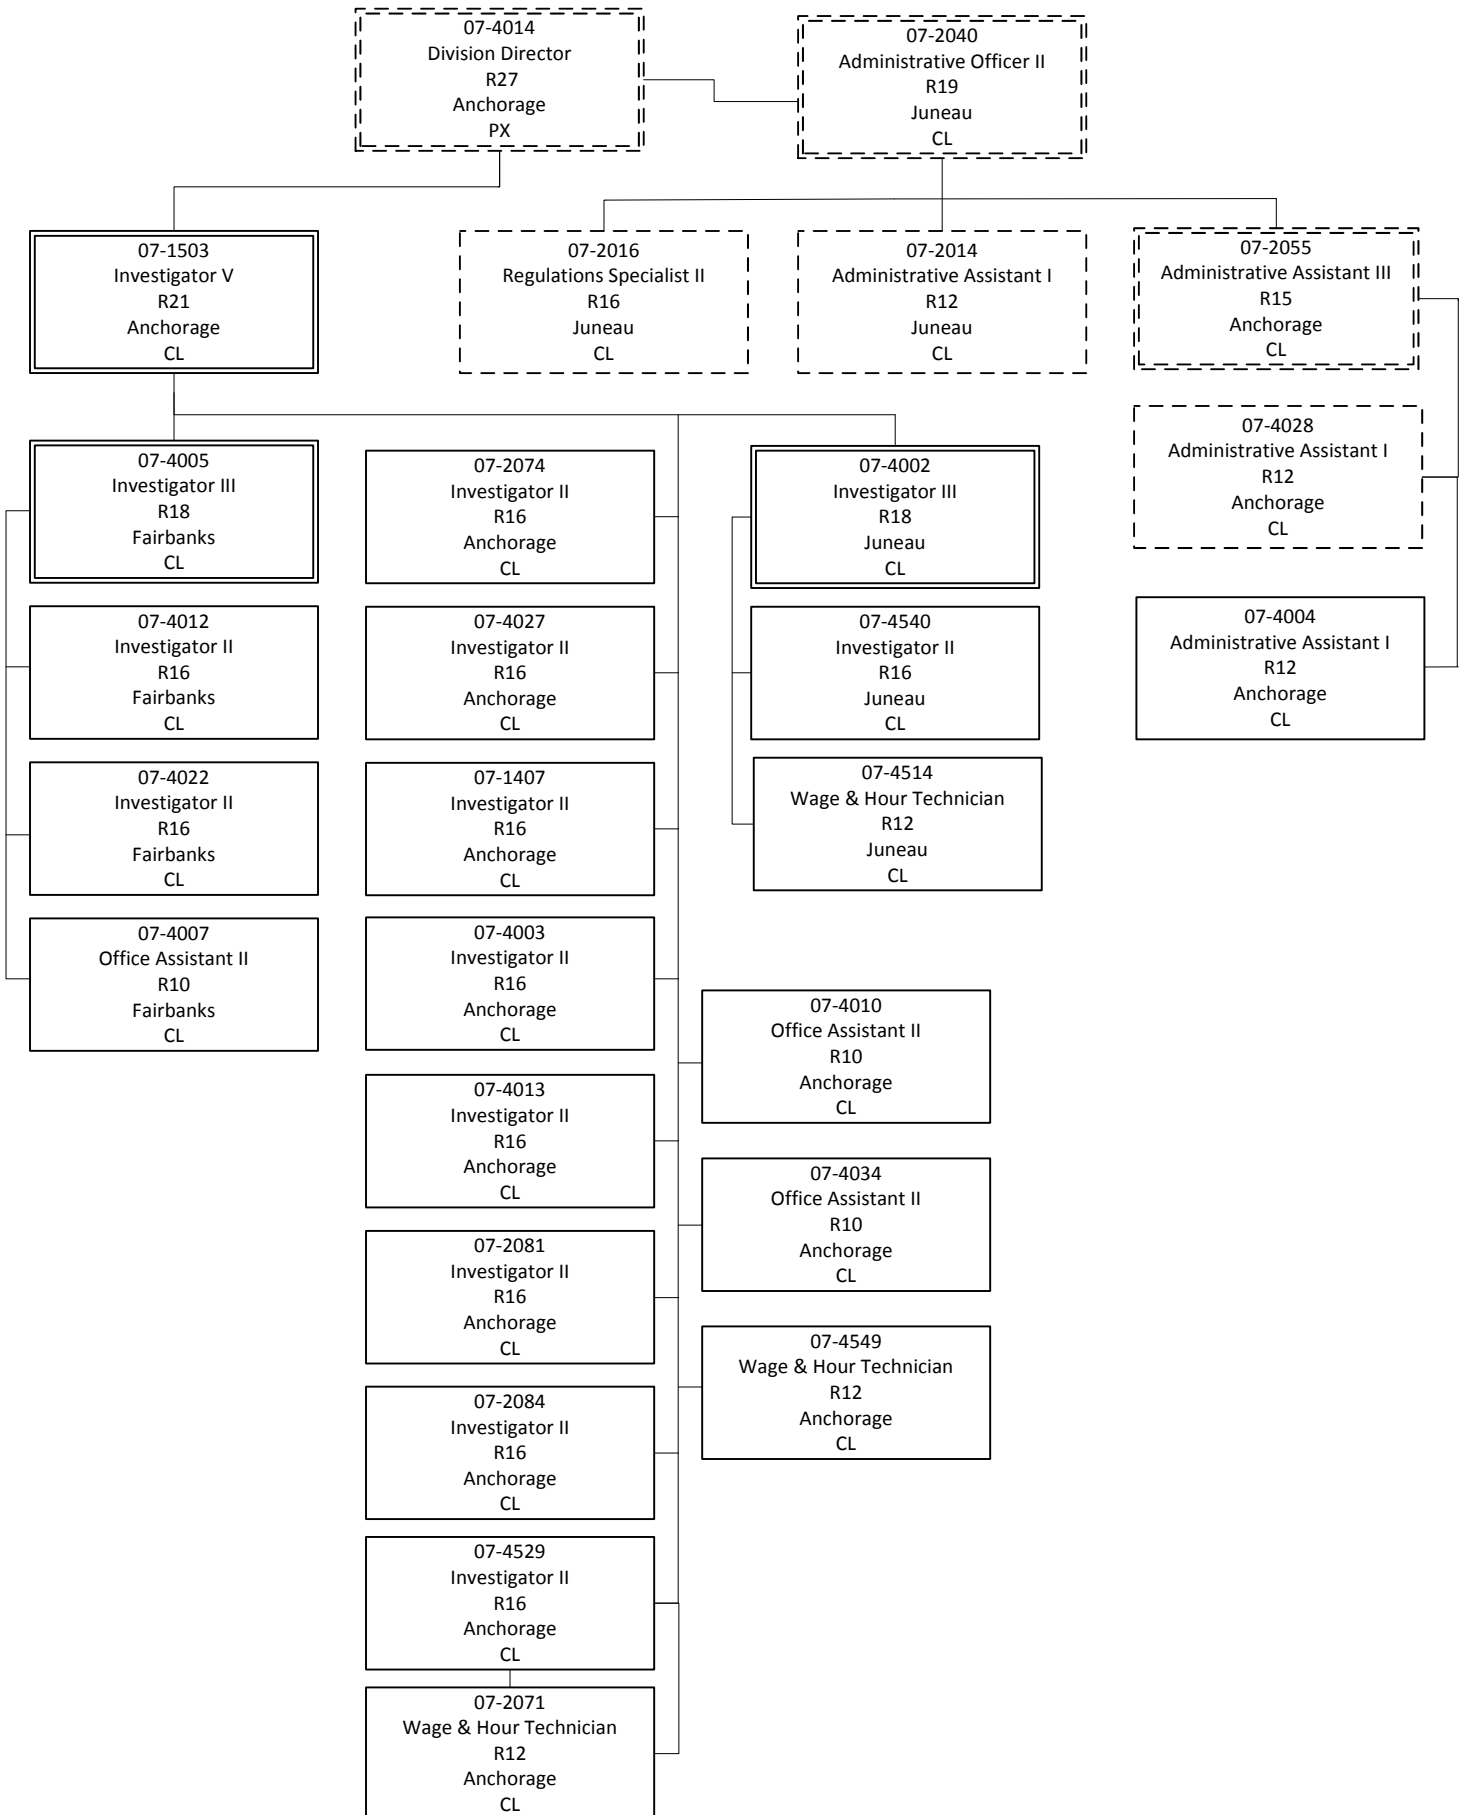 07-4014
Division Director
R27
Anchorage
PX
07-2040
Administrative Officer II
R19
Juneau
CL
07-1503
Investigator V
R21
Anchorage
CL
07-2016
Regulations Specialist II
R16
Juneau
CL
07-2014
Administrative Assistant I
R12
Juneau
CL
07-2055
Administrative Assistant III
R15
Anchorage
CL
07-4028
Administrative Assistant I
R12
Anchorage
CL
07-4004
Administrative Assistant I
R12
Anchorage
CL
07-4005
Investigator III
R18
Fairbanks
CL
07-4012
Investigator II
R16
Fairbanks
CL
07-4022
Investigator II
R16
Fairbanks
CL
07-4007
Office Assistant II
R10
Fairbanks
CL
07-2074
Investigator II
R16
Anchorage
CL
07-4027
Investigator II
R16
Anchorage
CL
07-1407
Investigator II
R16
Anchorage
CL
07-4003
Investigator II
R16
Anchorage
CL
07-4013
Investigator II
R16
Anchorage
CL
07-2081
Investigator II
R16
Anchorage
CL
07-2084
Investigator II
R16
Anchorage
CL
07-4529
Investigator II
R16
Anchorage
CL
07-2071
Wage & Hour Technician
R12
Anchorage
CL
07-4002
Investigator III
R18
Juneau
CL
07-4540
Investigator II
R16
Juneau
CL
07-4514
Wage & Hour Technician
R12
Juneau
CL
07-4010
Office Assistant II
R10
Anchorage
CL
07-4034
Office Assistant II
R10
Anchorage
CL
07-4549
Wage & Hour Technician
R12
Anchorage
CL